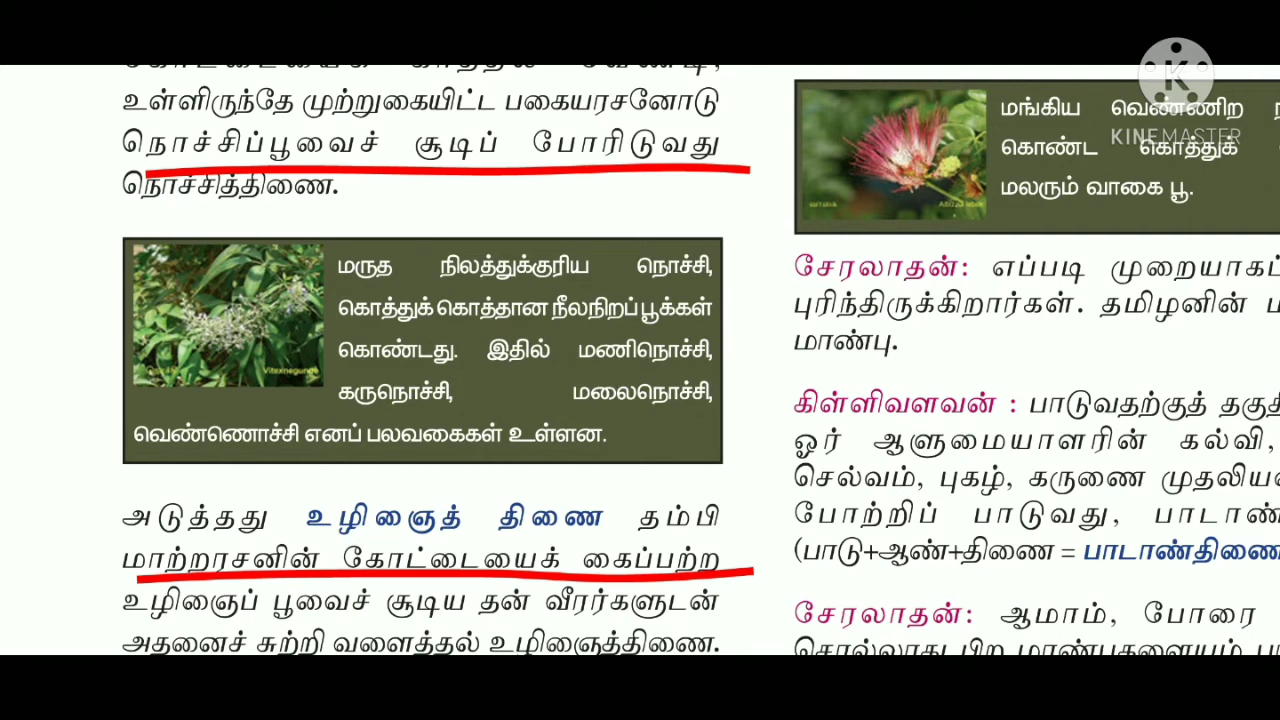 உள்ளிருந்தே முற்றுகையிட்ட பகையரசனோடு
நொச்சிப்பூவைச் சூடிப் போரிடுவது
நொச்சித்திணை.
மருத நிலத்துக்குரிய நொச்சி,
கொத்துக் கொத்தான நீலநிறப் பூக்கள்
கொண்டது. இதில் மணிநொச்சி,
கருநொச்சி, மலைநொச்சி,
வெண்ணொச்சி எனப் பலவகைகள் உள்ளன.
அடுத்தது உழிஞைத் திணை தம்பி
மாற்றரசனின் கோட்டையைக் கைப்பற்ற
உழிஞைப் பூவைச் சூடிய தன் வீரர்களுடன்
அதனைச் சுற்றி வளைத்தல் உழிஞைத்திணை.
மங்கிய வெண்ணிற
கொண்ட கொத்துக்
மலரும் வாகை பூ.
சேரலாதன்: எப்படி முறையாகப்
புரிந்திருக்கிறார்கள். தமிழனின்
மாண்பு.
கிள்ளிவளவன் : பாடுவதற்குத்
ஓர் ஆளுமையாளரின் கல்வி,
செல்வம், புகழ், கருணை
போற்றிப் பாடுவது,
(பாடு+ஆண்+திணை = பாடாண்திணை
சேரலாதன்: ஆமாம், போரை
KINEMASTER